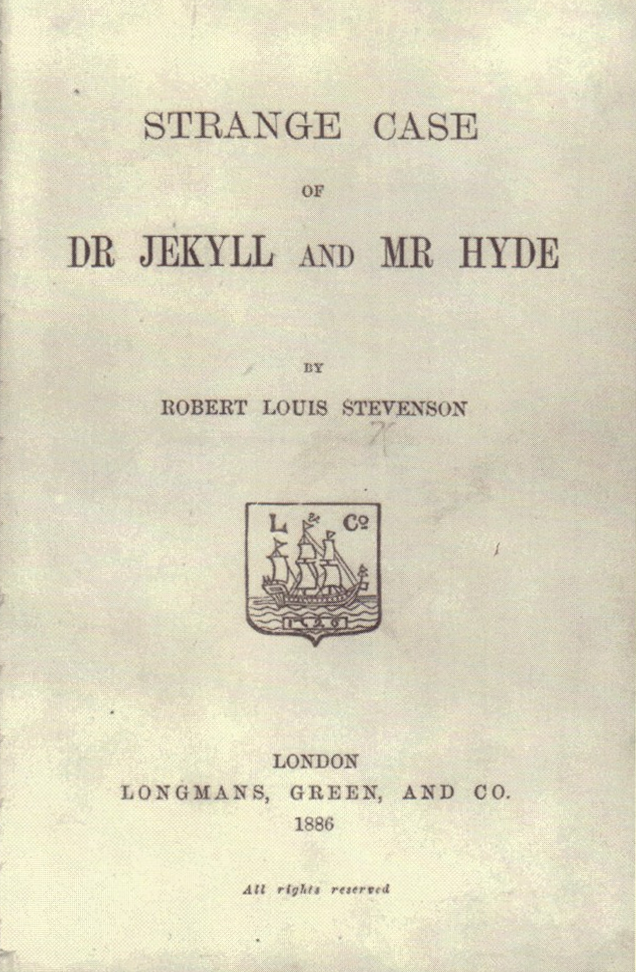 STRANGE CASE
OF
DR JEKYLL AND MR HYDE
BY
ROBERT LOUIS STEVENSON
L & Co
LONDON
LONGMANS, GREEN, AND CO.
1886
All rights reserved